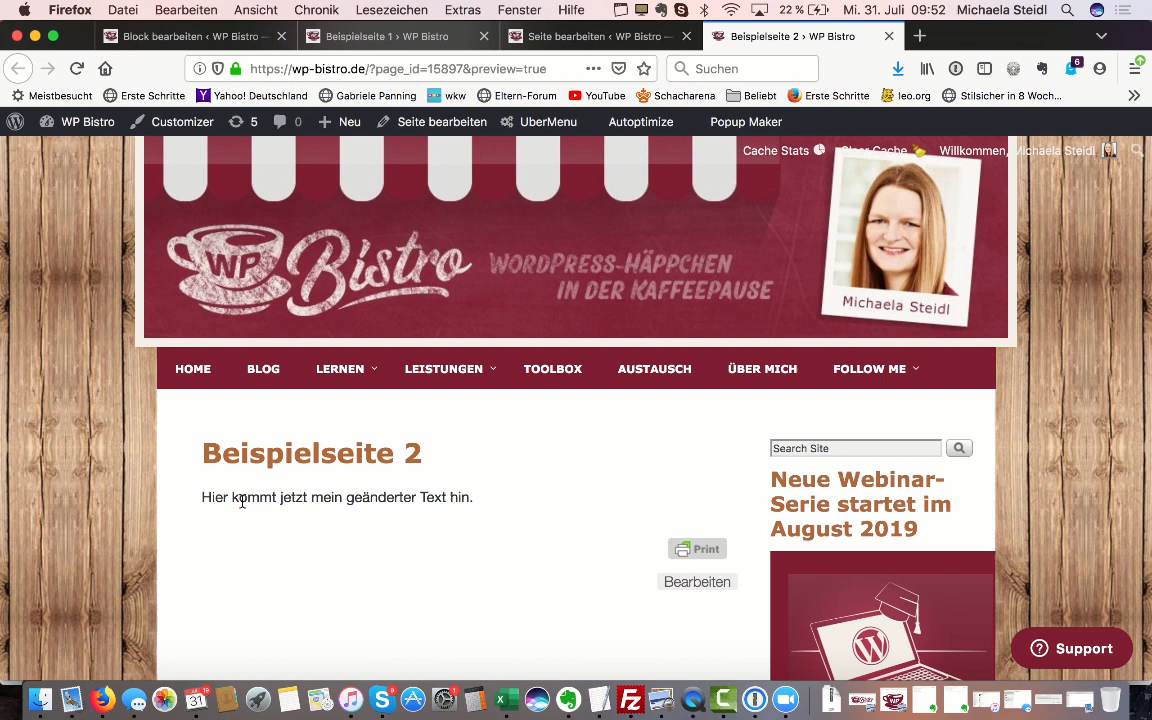 Firefox Datei Bearbeiten Ansicht Chronik Lesezeichen Extras Fenster Hilfe 22 % Mi. 31. Juli 09:52 Michaela Steidl
Block bearbeiten ‹ WP Bistro — Beispielseite 1 › WP Bistro Seite bearbeiten ‹ WP Bistro — Beispielseite 2 › WP Bistro
https://wp-bistro.de/?page_id=15897&preview=true Suchen 6
Meistbesucht Erste Schritte Yahoo! Deutschland Gabriele Panning wkw Eltern-Forum YouTube Schacharena Beliebt Erste Schritte leo.org Stilsicher in 8 Woch...
WP Bistro Customizer 5 0 Neu Seite bearbeiten UberMenu Autoptimize Popup Maker
Cache Stats Clear Cache Willkommen, Michaela Steidl
WP Bistro WORDPRESS-HÄPPCHEN
IN DER KAFFEEPAUSE
Michaela Steidl
HOME BLOG LERNEN LEISTUNGEN TOOLBOX AUSTAUSCH ÜBER MICH FOLLOW ME
Beispielseite 2
Hier kommt jetzt mein geänderter Text hin.
Print
Bearbeiten
Search Site
Neue Webinar-
Serie startet im
August 2019
Support